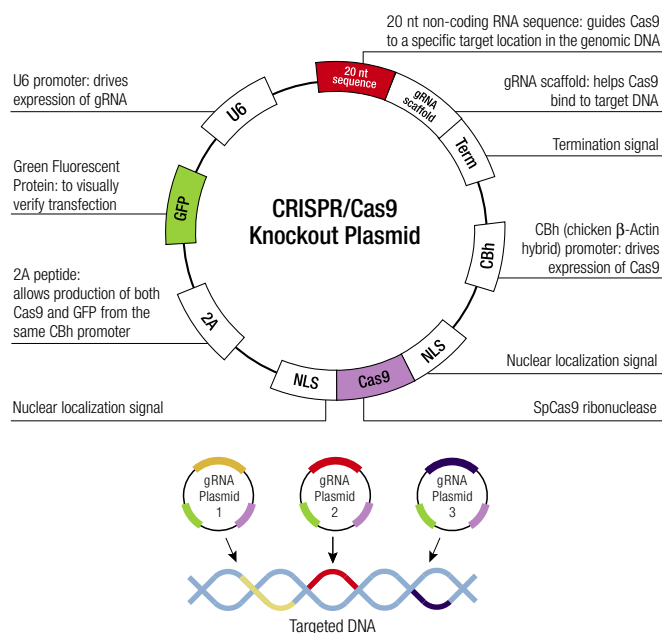 20 nt non-coding RNA sequence: guides Cas9
to a specific target location in the genomic DNA
U6 promoter: drives
expression of gRNA
20 nt
sequence
gRNA
scaffold
gRNA scaffold: helps Cas9
bind to target DNA
U6
Term
Termination signal
Green Fluorescent
Protein: to visually
verify transfection
GFP
CRISPR/Cas9
Knockout Plasmid
CBh
CBh (chicken β-Actin
hybrid) promoter: drives
expression of Cas9
2A peptide:
allows production of both
Cas9 and GFP from the
same CBh promoter
2A
NLS
Cas9
NLS
Nuclear localization signal
Nuclear localization signal
SpCas9 ribonuclease
gRNA
Plasmid
1
gRNA
Plasmid
2
gRNA
Plasmid
3
Targeted DNA